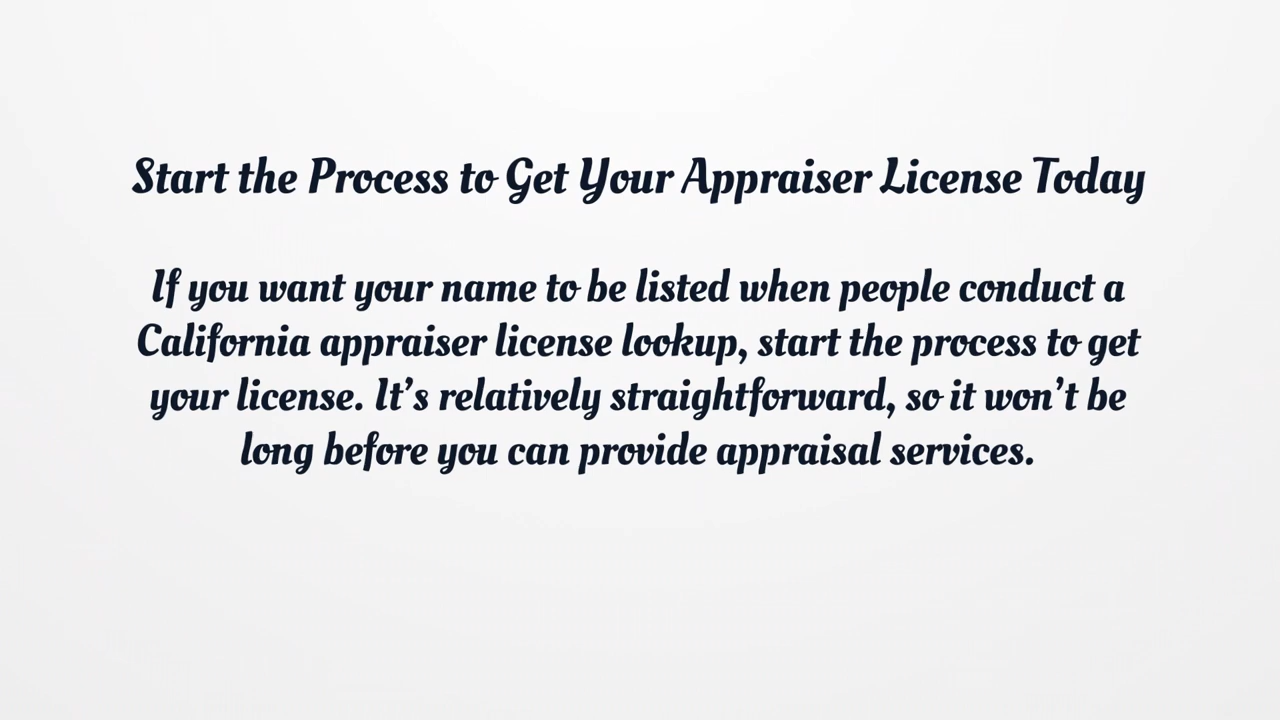 Start the Process to Get Your Appraiser License Today
If you want your name to be listed when people conduct a
California appraiser license lookup, start the process to get
your license. It’s relatively straightforward, so it won’t be
long before you can provide appraisal services.